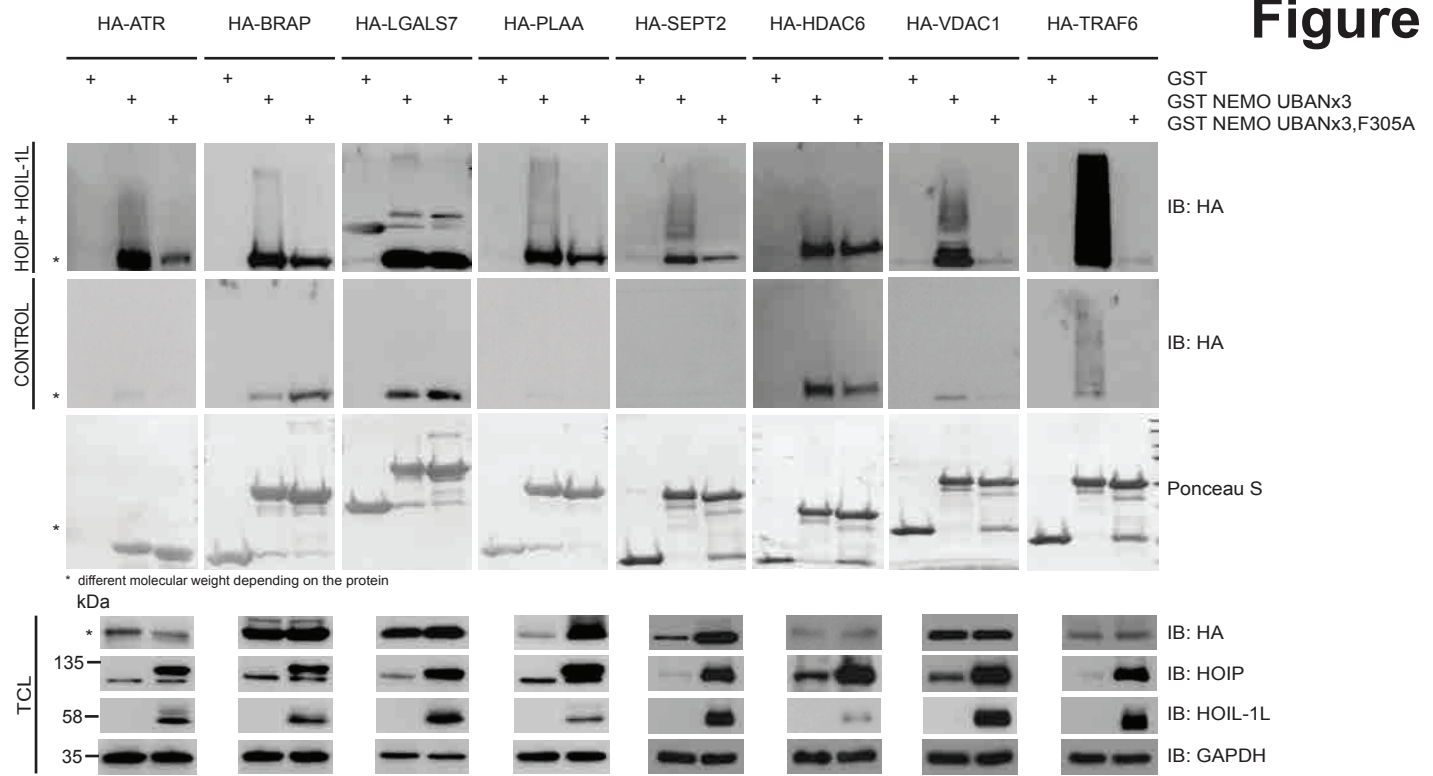 Figure
HA-ATR HA-BRAP HA-LGALS7 HA-PLAA HA-SEPT2 HA-HDAC6 HA-VDAC1 HA-TRAF6
+ + + + + + + + GST
+ + + + + + + + GST NEMO UBANx3
+ + + + + + + + GST NEMO UBANx3,F305A
HOIP + HOIL-1L
* IB: HA
CONTROL
* IB: HA
* Ponceau S
* different molecular weight depending on the protein
kDa
TCL
* IB: HA
135 IB: HOIP
58 IB: HOIL-1L
35 IB: GAPDH